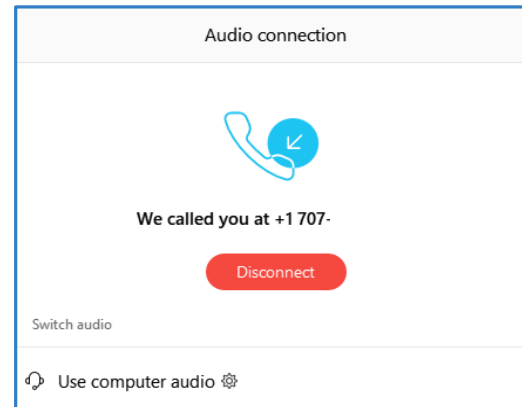 Audio connection
We called you at +1 707-
Disconnect
Switch audio
Use computer audio